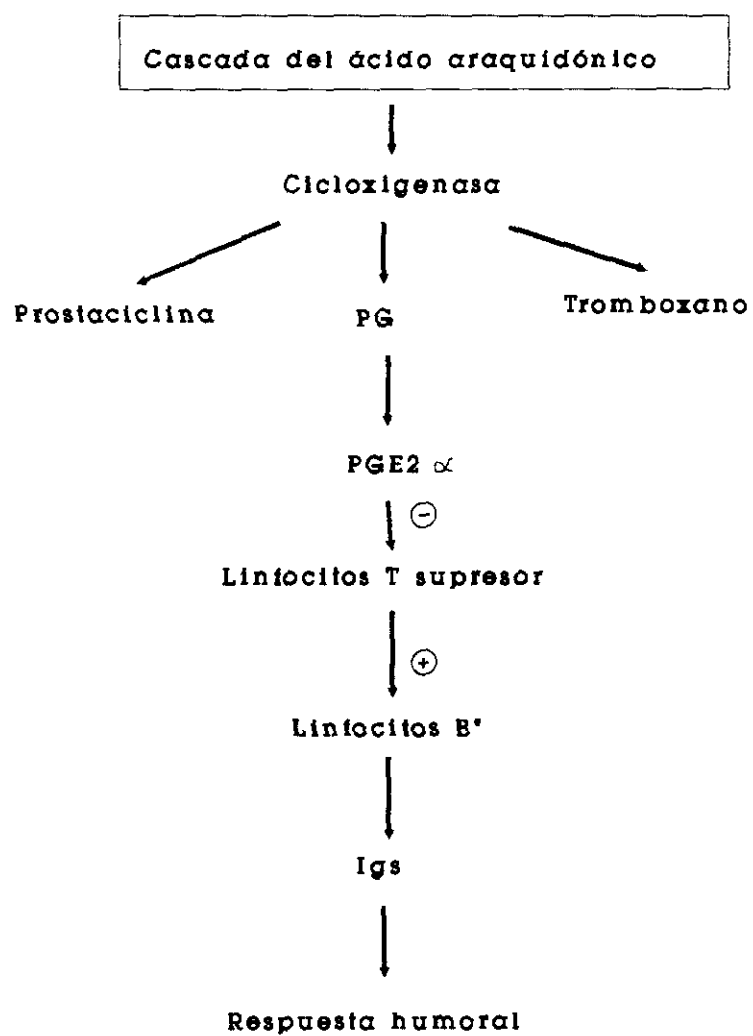 Cascada del ácido araquidónico
Cicloxigenasa
Prostaciclina
PG
Tromboxano
PGE2 α
-
Linfocitos T supresor
+
Linfocitos B*
Igs
Respuesta humoral